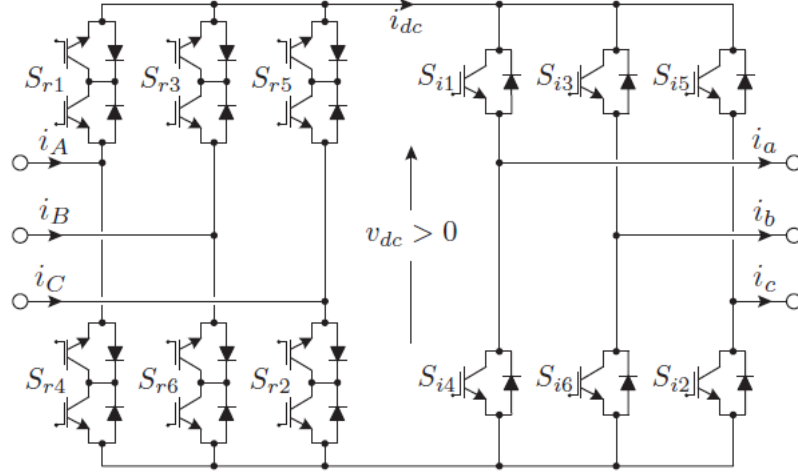 i_{dc}
S_{r1} S_{r3} S_{r5} S_{i1} S_{i3} S_{i5}
i_A i_a
i_B v_{dc} > 0 i_b
i_C i_c
S_{r4} S_{r6} S_{r2} S_{i4} S_{i6} S_{i2}